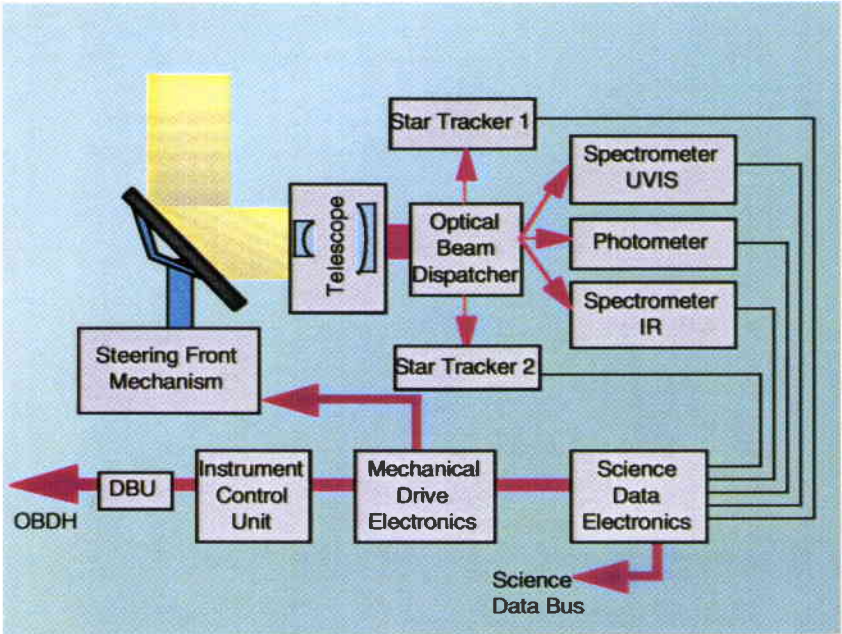 Star Tracker 1
Spectrometer
UVIS
Telescope
Optical
Beam
Dispatcher
Photometer
Spectrometer
IR
Steering Front
Mechanism
Star Tracker 2
DBU
Instrument
Control
Unit
Mechanical
Drive
Electronics
Science
Data
Electronics
OBDH
Science
Data Bus